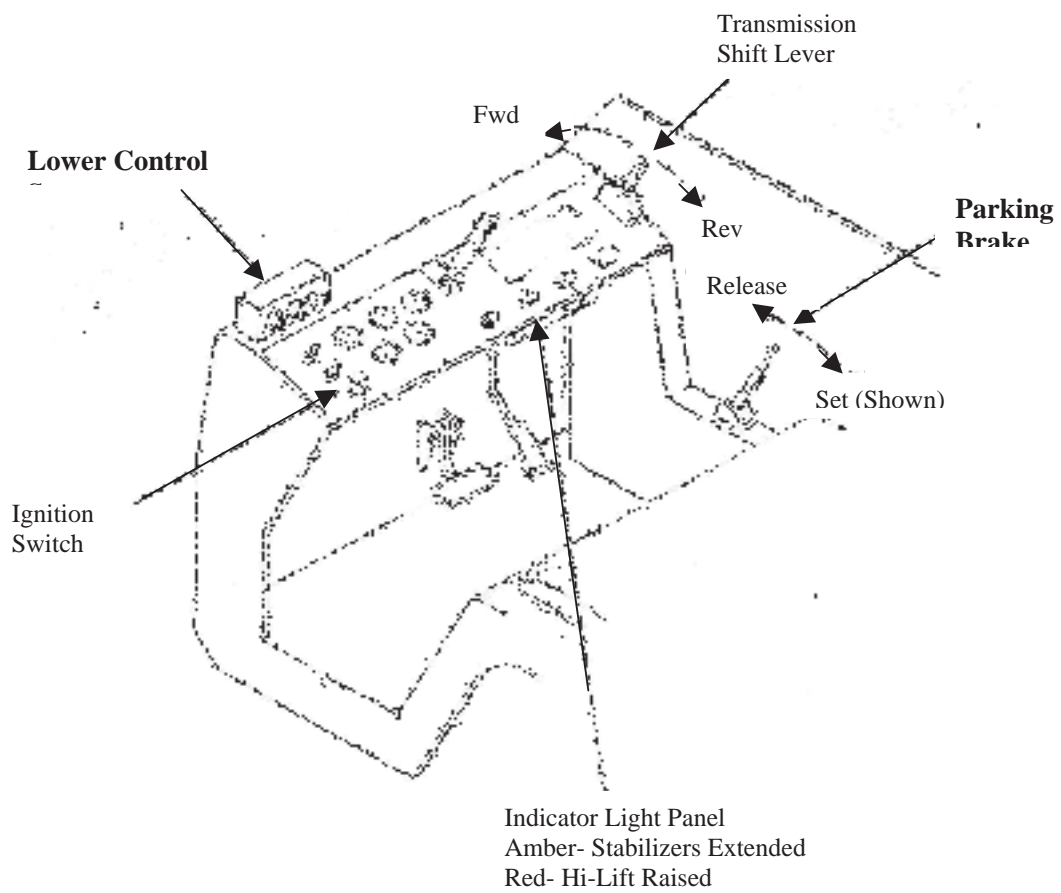 Transmission
Shift Lever
Fwd
Lower Control
Rev
Parking
Brake
Release
Set (Shown)
Ignition
Switch
Indicator Light Panel
Amber- Stabilizers Extended
Red- Hi-Lift Raised